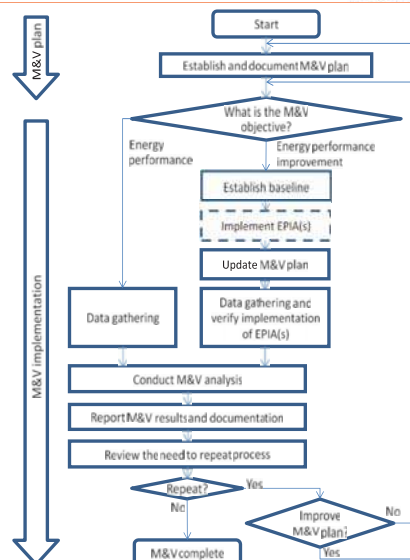 M&V plan
Start
Establish and document M&V plan
What is the M&V
objective?
Energy
performance
Energy performance
improvement
Establish baseline
Implement EPIA(s)
Update M&V plan
Data gathering
Data gathering and
verify implementation
of EPIA(s)
M&V implementation
Conduct M&V analysis
Report M&V results and documentation
Review the need to repeat process
Repeat?
Yes
No
Improve
M&V plan?
No
Yes
M&V complete